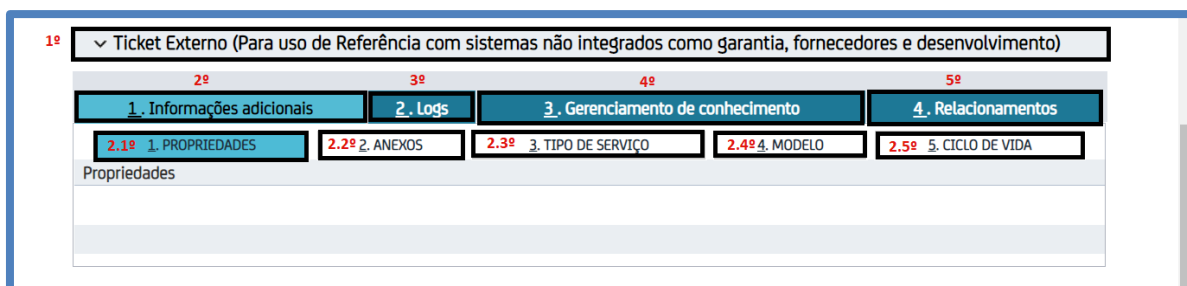 1º ⌄ Ticket Externo (Para uso de Referência com sistemas não integrados como garantia, fornecedores e desenvolvimento)
2º 3º 4º 5º
1. Informações adicionais 2. Logs 3. Gerenciamento de conhecimento 4. Relacionamentos
2.1º 1. PROPRIEDADES 2.2º 2. ANEXOS 2.3º 3. TIPO DE SERVIÇO 2.4º 4. MODELO 2.5º 5. CICLO DE VIDA
Propriedades